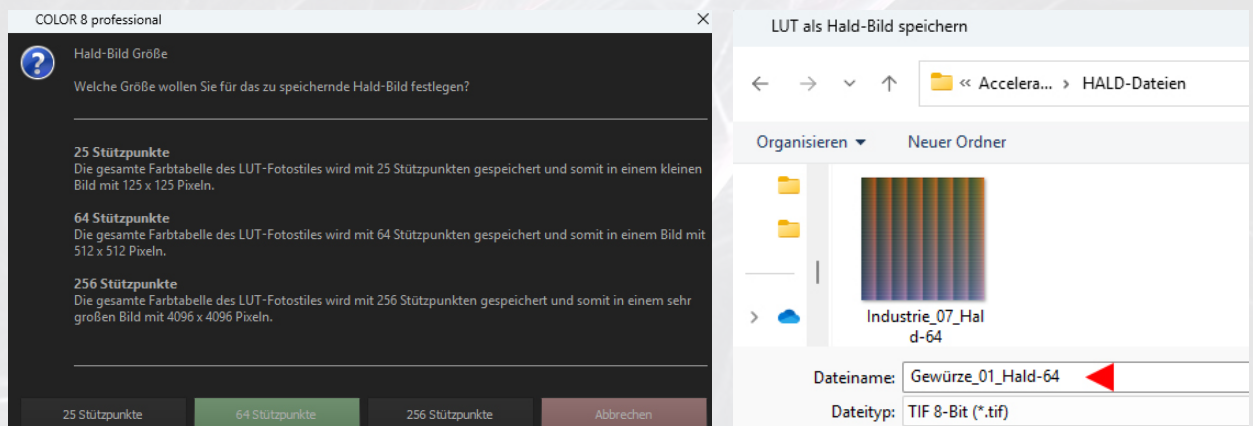 COLOR 8 professional
Hald-Bild Größe
Welche Größe wollen Sie für das zu speichernde Hald-Bild festlegen?
25 Stützpunkte
Die gesamte Farbtabelle des LUT-Fotostiles wird mit 25 Stützpunkten gespeichert und somit in einem kleinen
Bild mit 125 x 125 Pixeln.
64 Stützpunkte
Die gesamte Farbtabelle des LUT-Fotostiles wird mit 64 Stützpunkten gespeichert und somit in einem Bild mit
512 x 512 Pixeln.
256 Stützpunkte
Die gesamte Farbtabelle des LUT-Fotostiles wird mit 256 Stützpunkten gespeichert und somit in einem sehr
großen Bild mit 4096 x 4096 Pixeln.
25 Stützpunkte
64 Stützpunkte
256 Stützpunkte
Abbrechen
LUT als Hald-Bild speichern
« Accelera... › HALD-Dateien
Organisieren
Neuer Ordner
Industrie_07_Hal
d-64
Dateiname: Gewürze_01_Hald-64
Dateityp: TIF 8-Bit (*.tif)